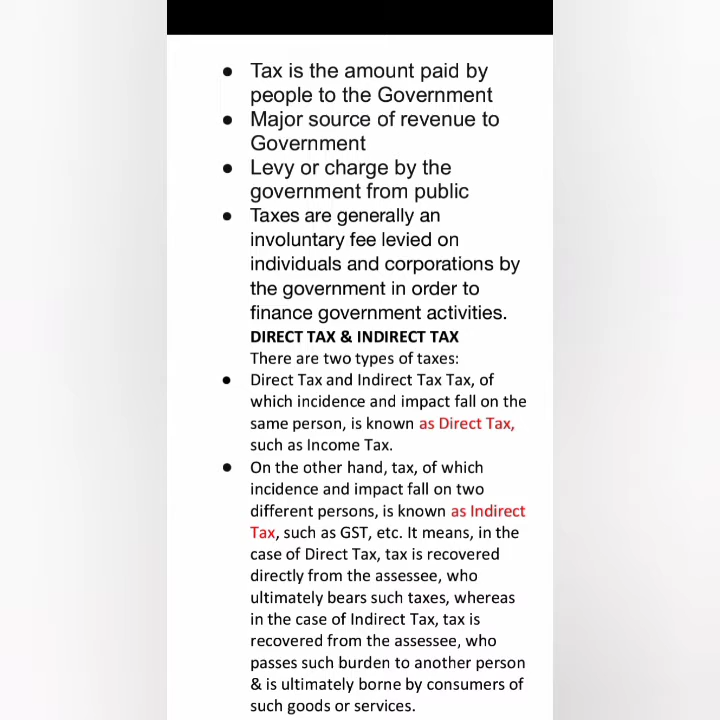 ● Tax is the amount paid by
people to the Government
● Major source of revenue to
Government
● Levy or charge by the
government from public
● Taxes are generally an
involuntary fee levied on
individuals and corporations by
the government in order to
finance government activities.
DIRECT TAX & INDIRECT TAX
There are two types of taxes:
● Direct Tax and Indirect Tax Tax, of
which incidence and impact fall on the
same person, is known as Direct Tax,
such as Income Tax.
● On the other hand, tax, of which
incidence and impact fall on two
different persons, is known as Indirect
Tax, such as GST, etc. It means, in the
case of Direct Tax, tax is recovered
directly from the assessee, who
ultimately bears such taxes, whereas
in the case of Indirect Tax, tax is
recovered from the assessee, who
passes such burden to another person
& is ultimately borne by consumers of
such goods or services.